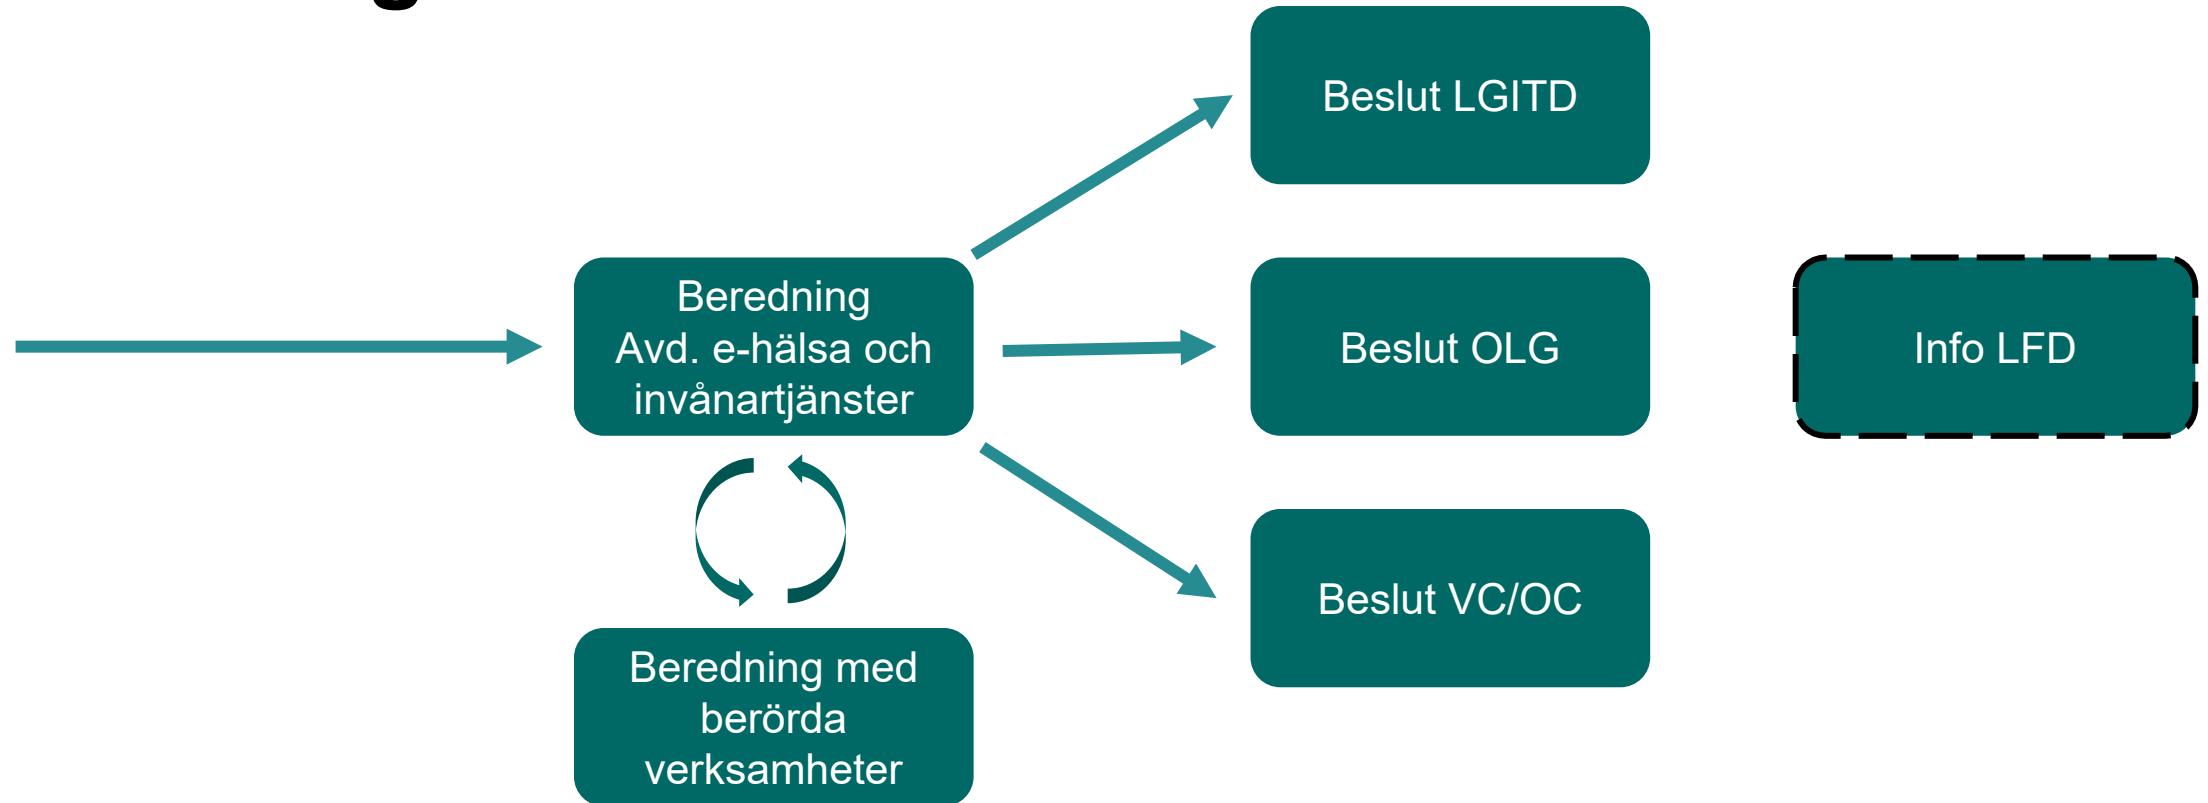 Beslut LGITD
Beredning
Avd. e-hälsa och
invånartjänster
Beslut OLG
Info LFD
Beslut VC/OC
Beredning med
berörda
verksamheter